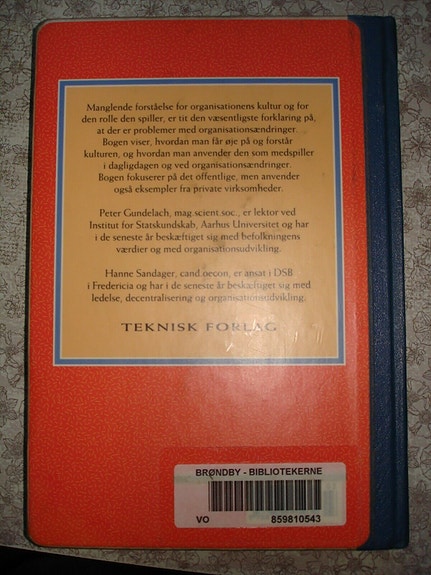 Manglende forståelse for organisationens kultur og for
den rolle den spiller, er tit den væsentligste forklaring på,
at der er problemer med organisationsændringer.
Bogen viser, hvordan man får øje på og forstår
kulturen, og hvordan man anvender den som medspiller
i dagligdagen og ved organisationsændringer.
Bogen fokuserer på det offentlige, men anvender
også eksempler fra private virksomheder.
Peter Gundelach, mag.scient.soc., er lektor ved
Institut for Statskundskab, Aarhus Universitet og har
i de seneste år beskæftiget sig med befolkningens
værdier og med organisationsudvikling.
Hanne Sandager, cand.oecon, er ansat i DSB
i Fredericia og har i de seneste år beskæftiget sig med
ledelse, decentralisering og organisationsudvikling.
TEKNISK FORLAG
BRØNDBY - BIBLIOTEKERNE
VO 859810543